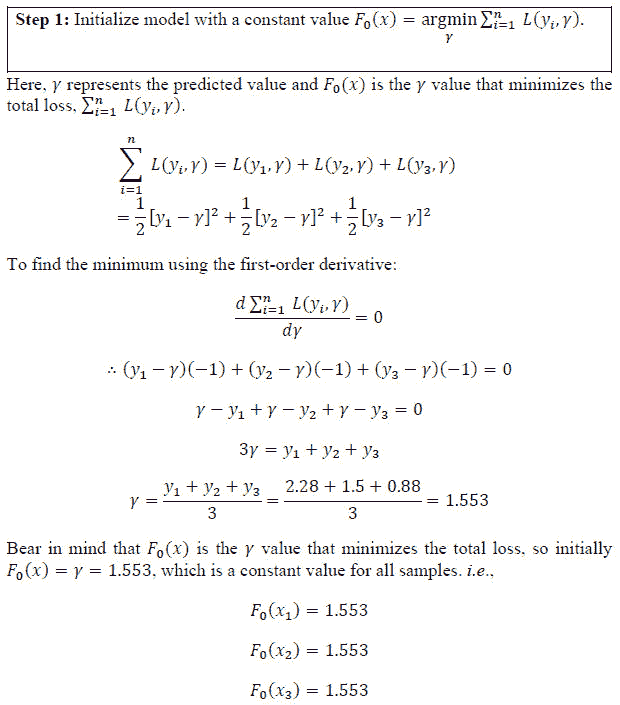 Step 1: Initialize model with a constant value F₀(x) = argmin Σⁿᵢ₌₁ L(yᵢ, γ).
γ
Here, γ represents the predicted value and F₀(x) is the γ value that minimizes the
total loss, Σⁿᵢ₌₁ L(yᵢ, γ).
n
∑ L(yᵢ, γ) = L(y₁, γ) + L(y₂, γ) + L(y₃, γ)
i=1
= 1/2 [y₁ − γ]² + 1/2 [y₂ − γ]² + 1/2 [y₃ − γ]²
To find the minimum using the first-order derivative:
d Σⁿᵢ₌₁ L(yᵢ, γ)
= 0
dγ
∴ (y₁ − γ)(−1) + (y₂ − γ)(−1) + (y₃ − γ)(−1) = 0
γ − y₁ + γ − y₂ + γ − y₃ = 0
3γ = y₁ + y₂ + y₃
γ = (y₁ + y₂ + y₃)/3 = (2.28 + 1.5 + 0.88)/3 = 1.553
Bear in mind that F₀(x) is the γ value that minimizes the total loss, so initially
F₀(x) = γ = 1.553, which is a constant value for all samples. i.e.,
F₀(x₁) = 1.553
F₀(x₂) = 1.553
F₀(x₃) = 1.553